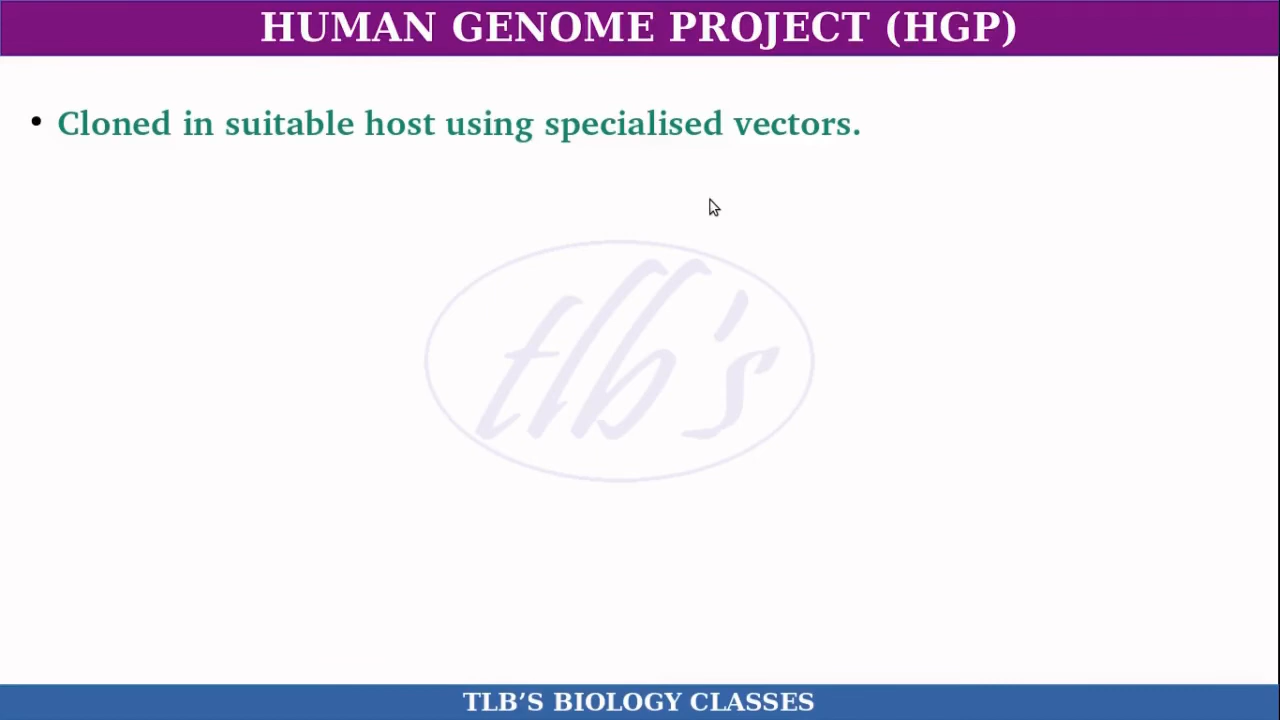 HUMAN GENOME PROJECT (HGP)
• Cloned in suitable host using specialised vectors.
tlb's
TLB’S BIOLOGY CLASSES